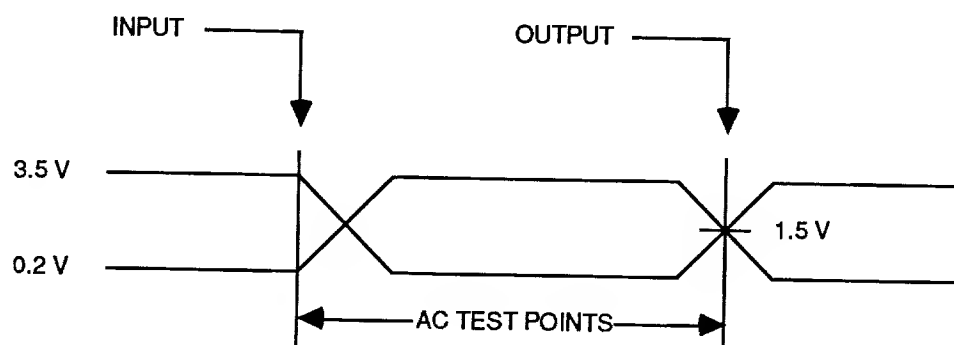 INPUT
OUTPUT
3.5 V
1.5 V
0.2 V
AC TEST POINTS